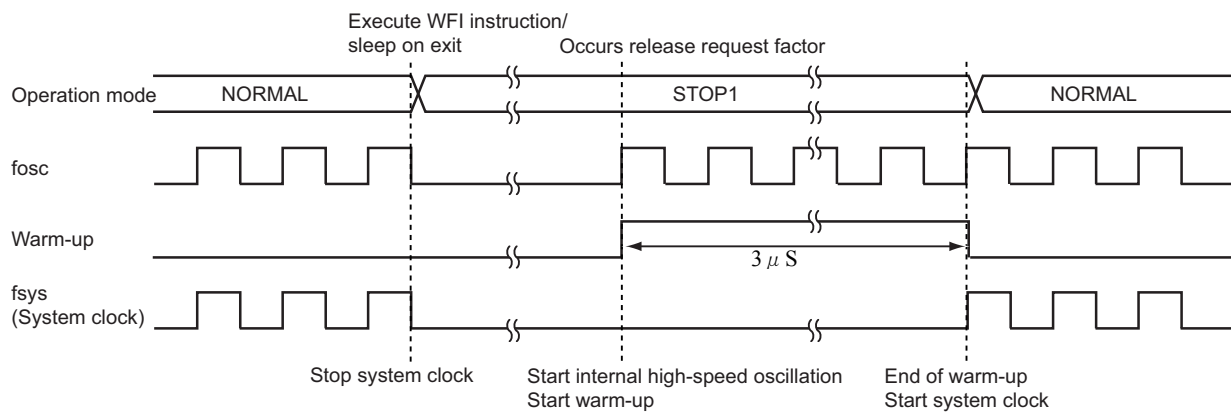 Execute WFI instruction/
sleep on exit
Occurs release request factor
Operation mode
NORMAL
STOP1
NORMAL
fosc
Warm-up
3 μ S
fsys
(System clock)
Stop system clock
Start internal high-speed oscillation
Start warm-up
End of warm-up
Start system clock